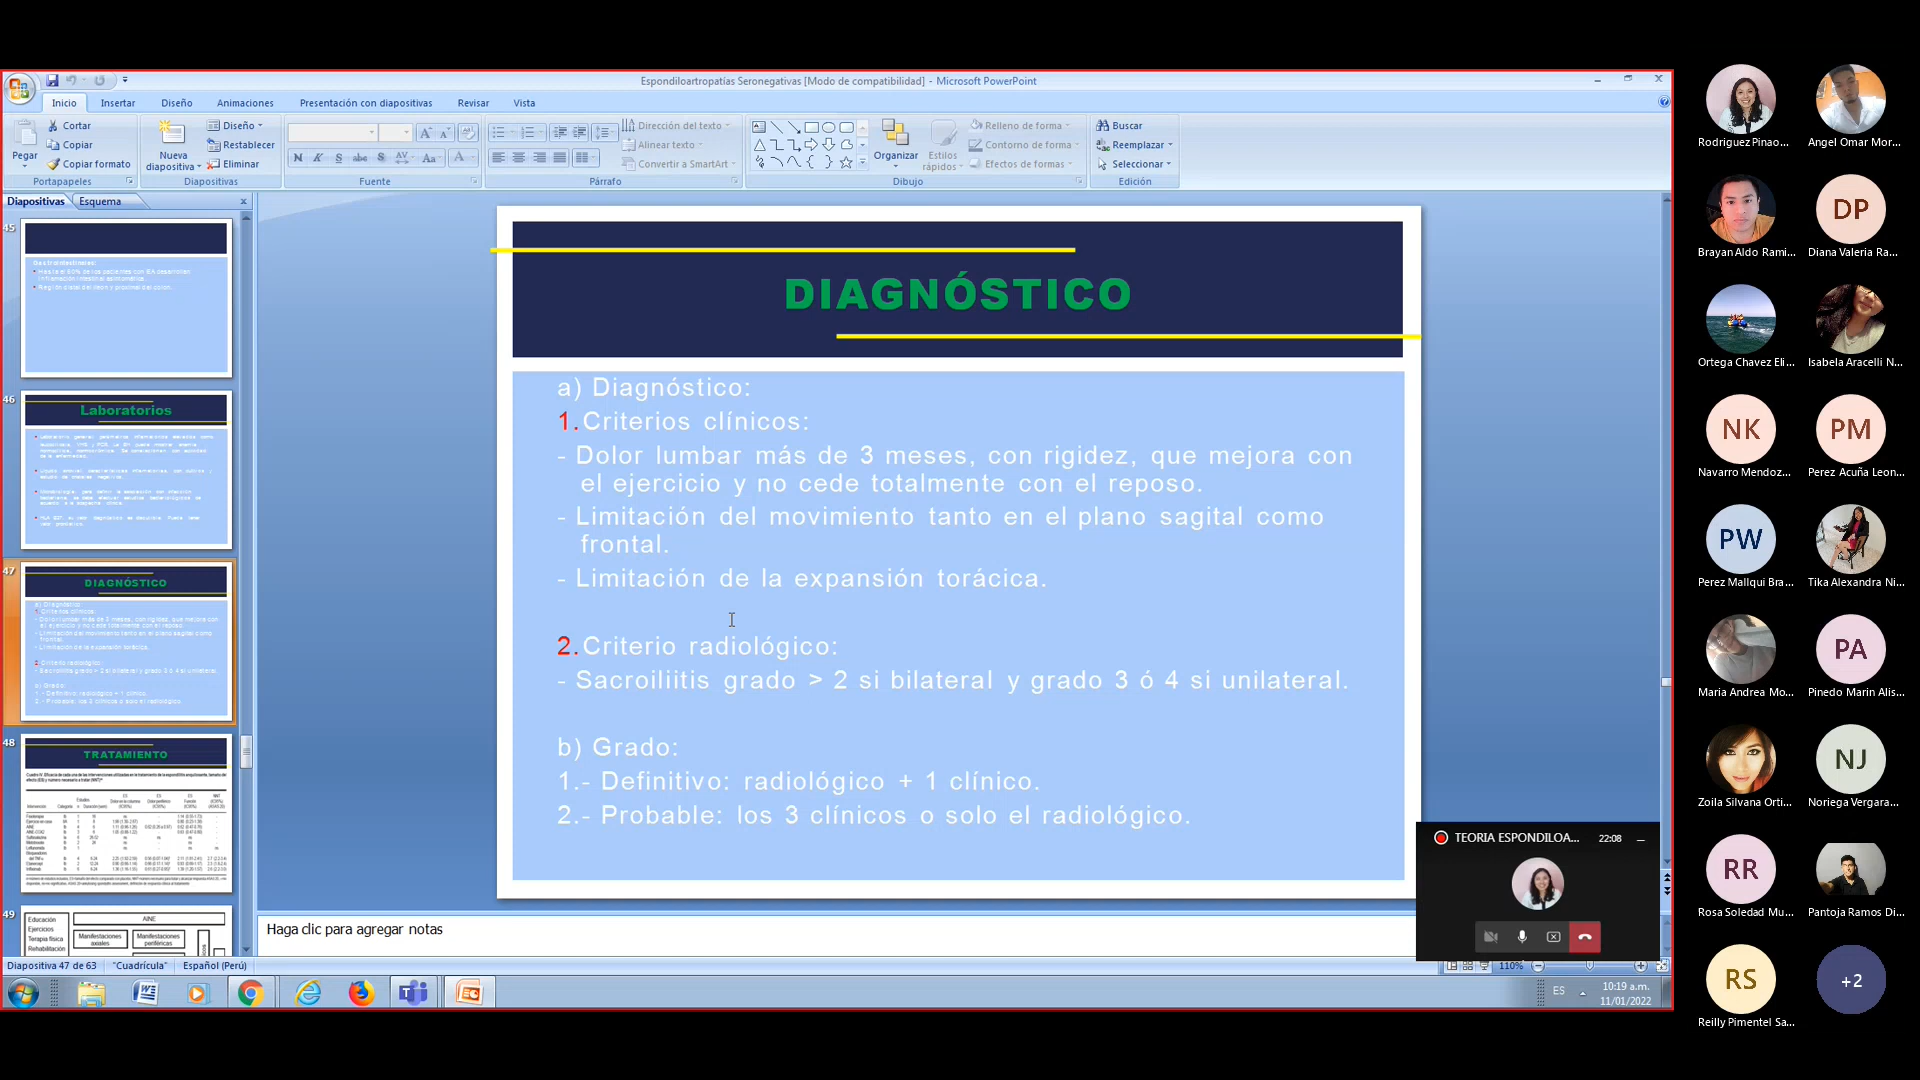 Espondiloartropatías Seronegativas [Modo de compatibilidad] - Microsoft PowerPoint
Inicio Insertar Diseño Animaciones Presentación con diapositivas Revisar Vista
Pegar
Cortar
Copiar
Copiar formato
Portapapeles
Nueva diapositiva
Diseño
Restablecer
Eliminar
Diapositivas
Fuente
Dirección del texto
Alinear texto
Convertir a SmartArt
Párrafo
Organizar
Estilos rápidos
Relleno de forma
Contorno de forma
Efectos de formas
Dibujo
Buscar
Reemplazar
Seleccionar
Edición
Diapositivas Esquema
45
46
Laboratorios
47
DIAGNÓSTICO
48
TRATAMIENTO
49
Educación
Ejercicios
Terapia física
Rehabilitación
AINE
Manifestaciones axiales
Manifestaciones periféricas
DIAGNÓSTICO
a) Diagnóstico:
1.Criterios clínicos:
- Dolor lumbar más de 3 meses, con rigidez, que mejora con
el ejercicio y no cede totalmente con el reposo.
- Limitación del movimiento tanto en el plano sagital como
frontal.
- Limitación de la expansión torácica.
2.Criterio radiológico:
- Sacroiliitis grado > 2 si bilateral y grado 3 ó 4 si unilateral.
b) Grado:
1.- Definitivo: radiológico + 1 clínico.
2.- Probable: los 3 clínicos o solo el radiológico.
Haga clic para agregar notas
TEORIA ESPONDILOA... 22:08
Diapositiva 47 de 63 "Cuadrícula" Español (Perú) 110%
ES
10:19 a.m.
11/01/2022
Rodriguez Pinao... Angel Omar Mor...
DP
Brayan Aldo Rami... Diana Valeria Ra...
Ortega Chavez Eli... Isabela Aracelli N...
NK PM
Navarro Mendoz... Perez Acuña Leon...
PW
Perez Mallqui Bra... Tika Alexandra Ni...
PA
Maria Andrea Mo... Pinedo Marin Alis...
NJ
Zoila Silvana Orti... Noriega Vergara...
RR
Rosa Soledad Mu... Pantoja Ramos Di...
RS +2
Reilly Pimentel Sa...